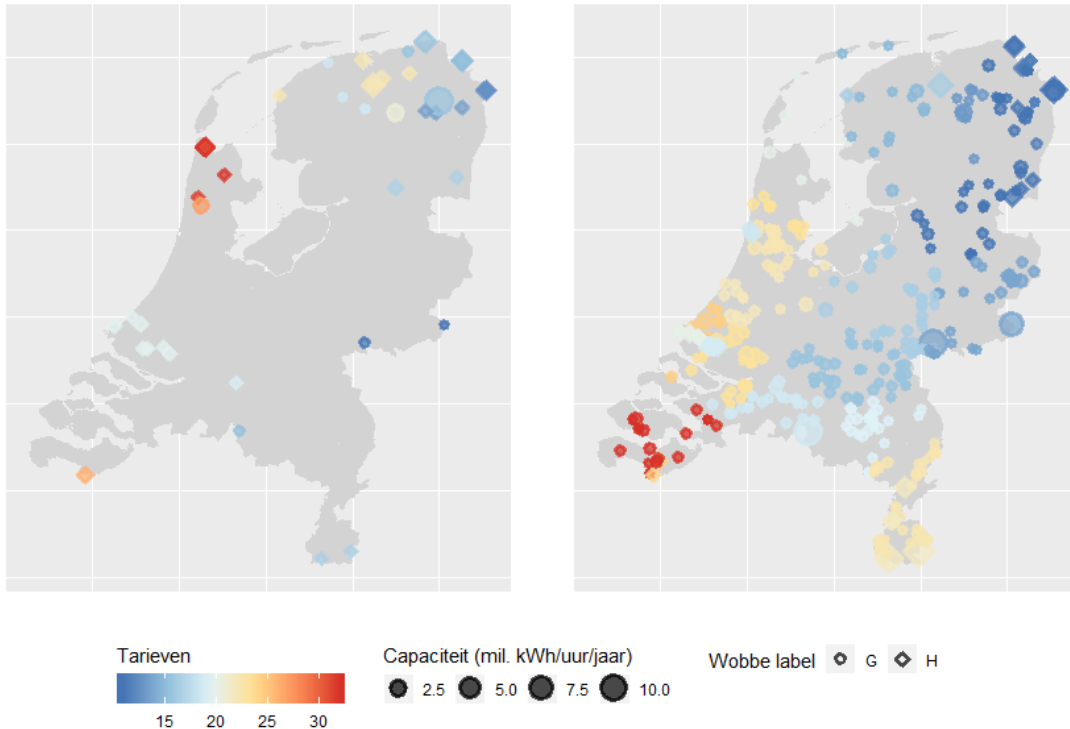 Tarieven
15 20 25 30
Capaciteit (mil. kWh/uur/jaar)
2.5 5.0 7.5 10.0
Wobbe label G H